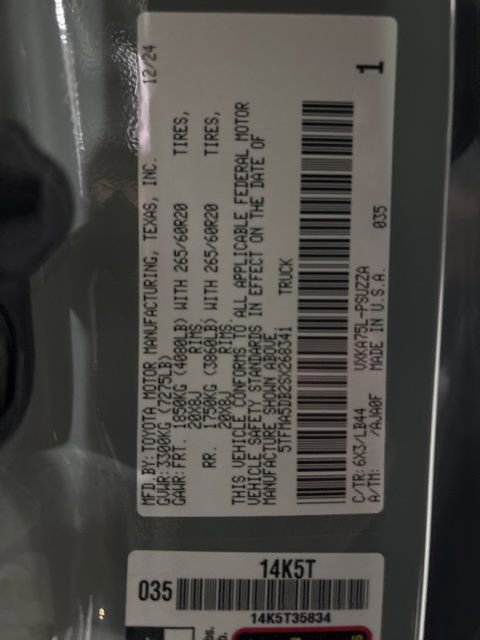 MFD.BY:TOYOTA MOTOR MANUFACTURING, TEXAS, INC. 12/24
GVWR:3300KG (7275LB)
GAWR:FRT. 1850KG (4080LB) WITH 265/60R20 TIRES,
20X8J RIMS.
RR. 1750KG (3860LB) WITH 265/60R20 TIRES,
20X8J RIMS.
THIS VEHICLE CONFORMS TO ALL APPLICABLE FEDERAL MOTOR
VEHICLE SAFETY STANDARDS IN EFFECT ON THE DATE OF
MANUFACTURE SHOWN ABOVE
5TFMA5DB2SX268341 TRUCK
C/TR:6X3/LB44 VXKA75L-PSUZZA 035
A/TM: /AJA0F MADE IN U.S.A.
1
14K5T
035
14K5T35834